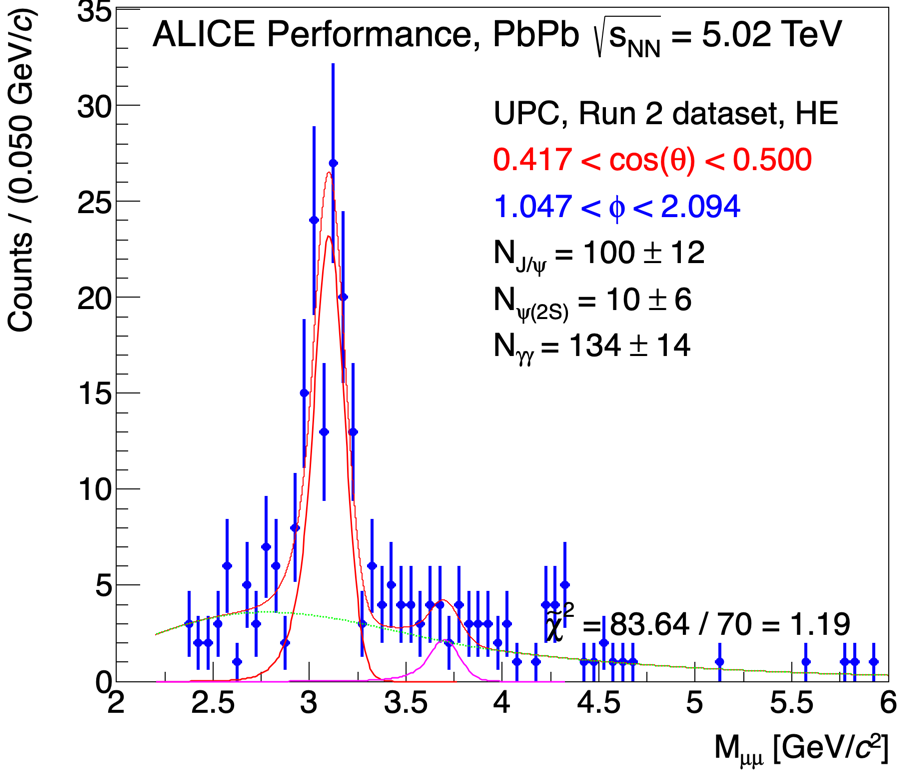 ALICE Performance, PbPb √sNN = 5.02 TeV
UPC, Run 2 dataset, HE
0.417 < cos(θ) < 0.500
1.047 < ϕ < 2.094
NJ/ψ = 100 ± 12
Nψ(2S) = 10 ± 6
Nγγ = 134 ± 14
χ̃² = 83.64 / 70 = 1.19
Counts / (0.050 GeV/c)
35
30
25
20
15
10
5
0
2 2.5 3 3.5 4 4.5 5 5.5 6
Mμμ [GeV/c²]